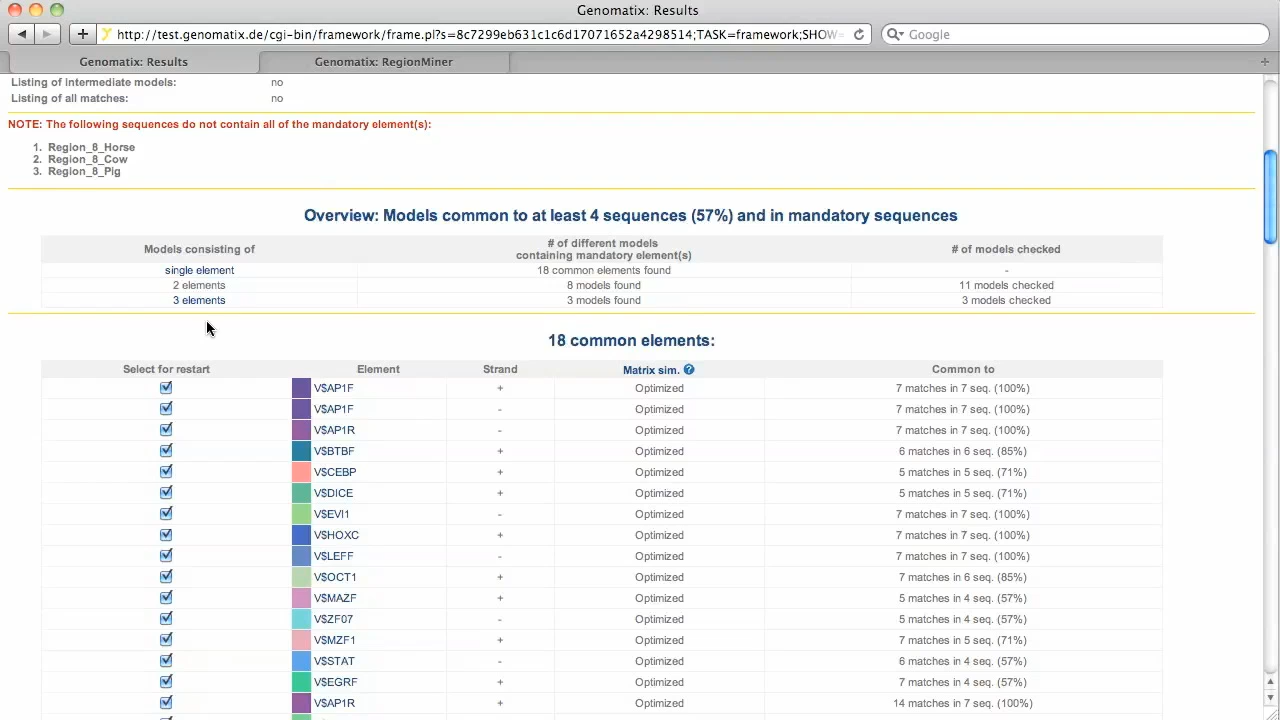 Genomatix: Results
http://test.genomatix.de/cgi-bin/framework/frame.pl?s=8c7299eb631c1c6d17071652a4298514;TASK=framework;SHOW=
Google
Genomatix: Results
Genomatix: RegionMiner
Listing of intermediate models: no
Listing of all matches: no
NOTE: The following sequences do not contain all of the mandatory element(s):
1. Region_8_Horse
2. Region_8_Cow
3. Region_8_Pig
Overview: Models common to at least 4 sequences (57%) and in mandatory sequences
Models consisting of # of different models containing mandatory element(s) # of models checked
single element 18 common elements found -
2 elements 8 models found 11 models checked
3 elements 3 models found 3 models checked
18 common elements:
Select for restart Element Strand Matrix sim. ? Common to
V$AP1F + Optimized 7 matches in 7 seq. (100%)
V$AP1F - Optimized 7 matches in 7 seq. (100%)
V$AP1R - Optimized 7 matches in 7 seq. (100%)
V$BTBF + Optimized 6 matches in 6 seq. (85%)
V$CEBP + Optimized 5 matches in 5 seq. (71%)
V$DICE + Optimized 5 matches in 5 seq. (71%)
V$EVI1 - Optimized 7 matches in 7 seq. (100%)
V$HOXC + Optimized 7 matches in 7 seq. (100%)
V$LEFF - Optimized 7 matches in 7 seq. (100%)
V$OCT1 + Optimized 7 matches in 6 seq. (85%)
V$MAZF + Optimized 5 matches in 4 seq. (57%)
V$ZF07 - Optimized 5 matches in 4 seq. (57%)
V$MZF1 + Optimized 7 matches in 5 seq. (71%)
V$STAT - Optimized 6 matches in 4 seq. (57%)
V$EGRF + Optimized 7 matches in 4 seq. (57%)
V$AP1R + Optimized 14 matches in 7 seq. (100%)